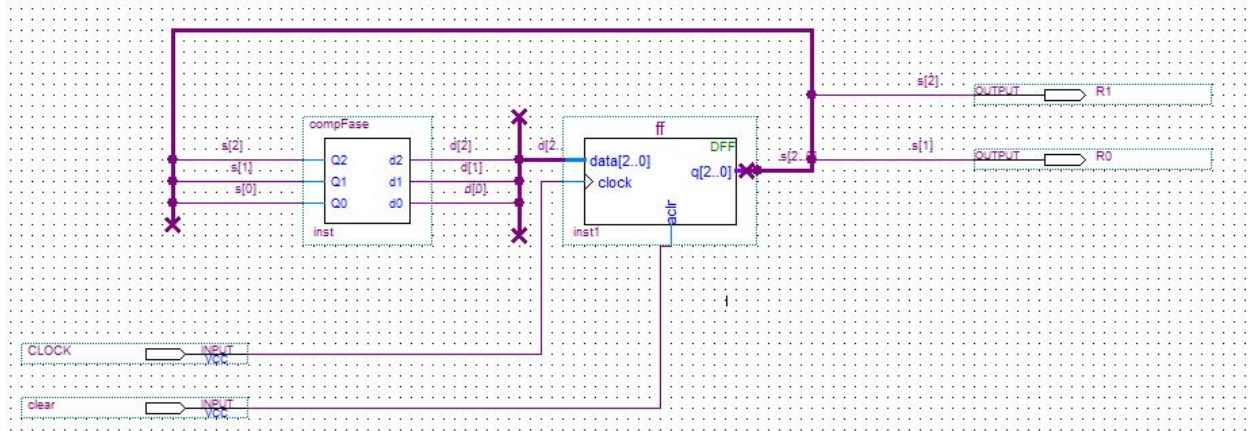 s[2]
OUTPUT
R1
compFase
ff
s[2]
Q2
d2
d[2]
d[2..
data[2..0]
DFF
s[1]
OUTPUT
R0
s[1]
Q1
d1
d[1]
clock
q[2..0]
s[2..0]
s[0]
Q0
d0
d[0]
aclr
inst
inst1
CLOCK
INPUT
VCC
clear
INPUT
VCC